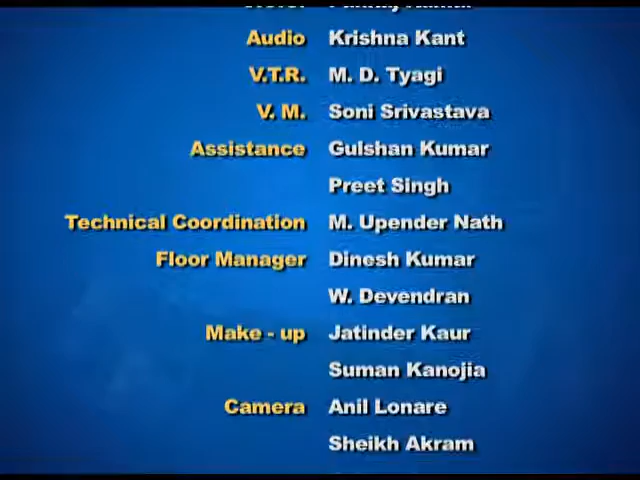 Audio Krishna Kant
V.T.R. M. D. Tyagi
V. M. Soni Srivastava
Assistance Gulshan Kumar
Preet Singh
Technical Coordination M. Upender Nath
Floor Manager Dinesh Kumar
W. Devendran
Make - up Jatinder Kaur
Suman Kanojia
Camera Anil Lonare
Sheikh Akram